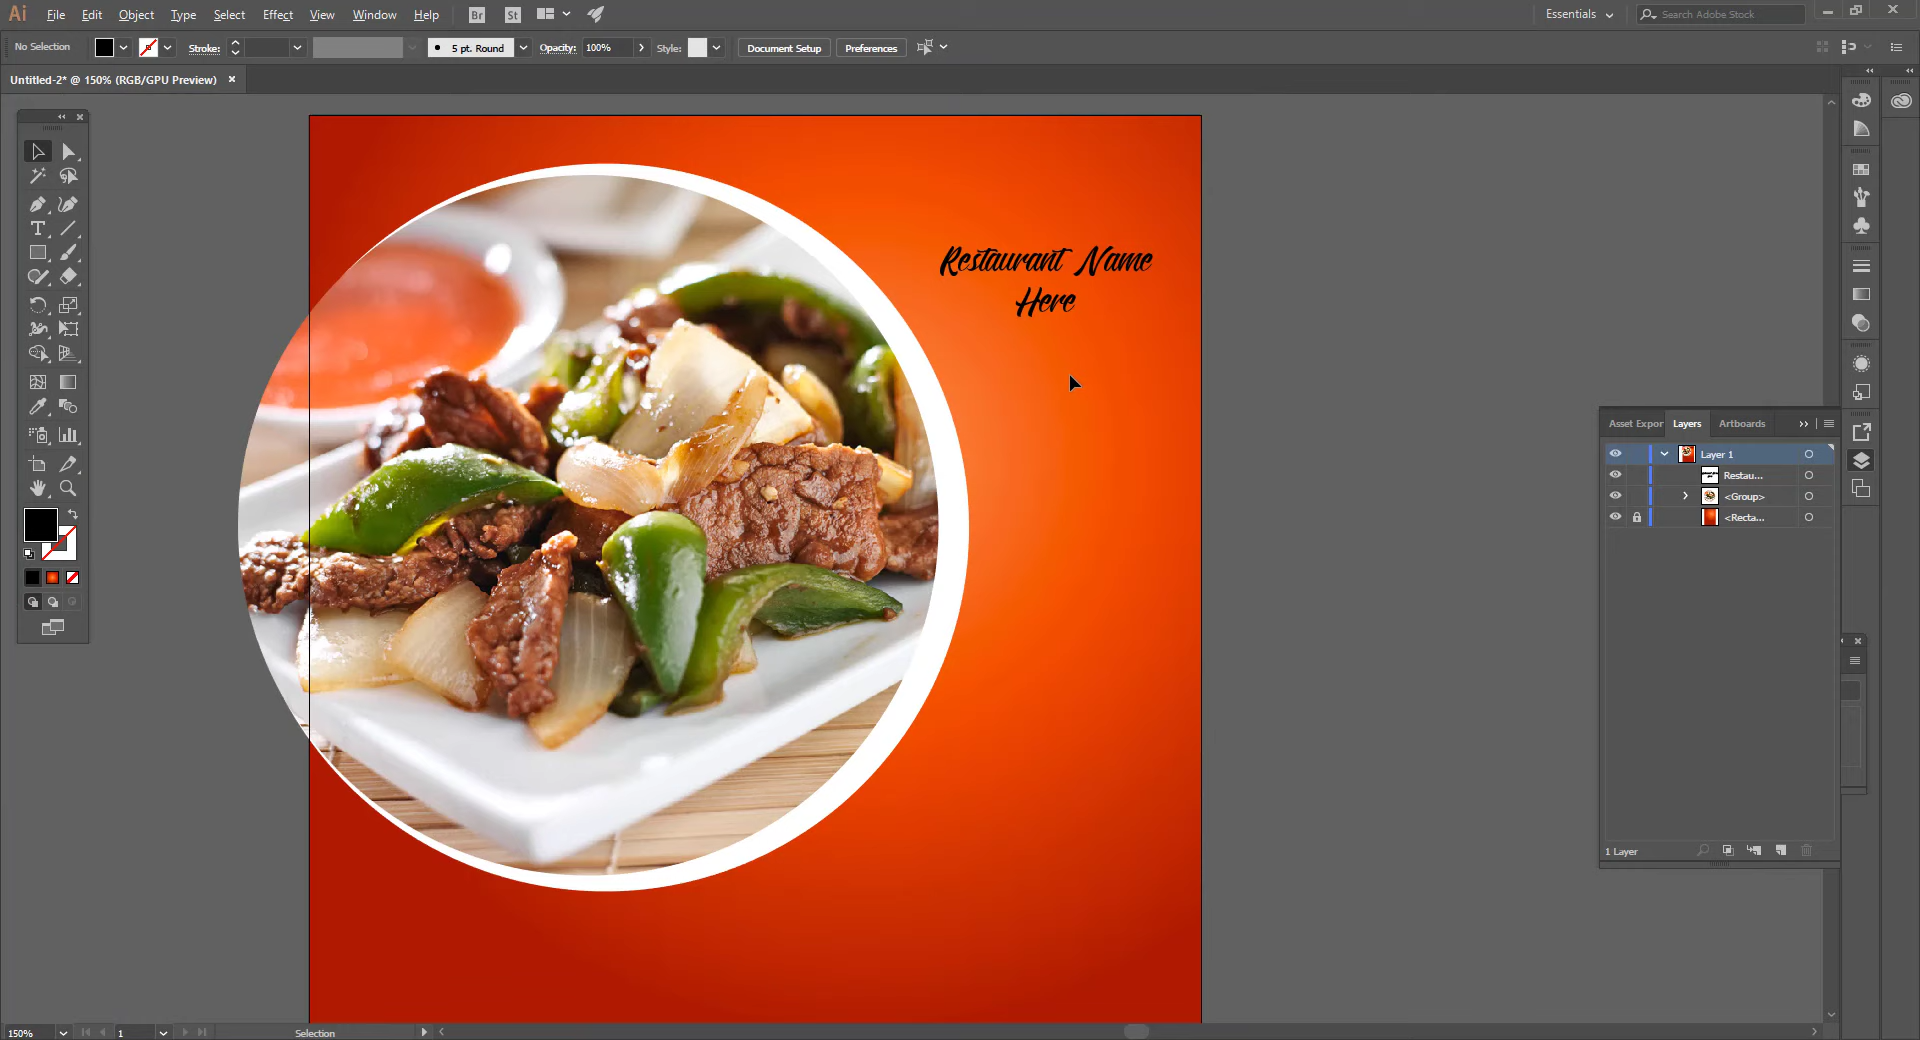 Ai File Edit Object Type Select Effect View Window Help Br St Essentials Search Adobe Stock
No Selection Stroke: 5 pt. Round Opacity: 100% Style: Document Setup Preferences
Untitled-2* @ 150% (RGB/GPU Preview)
Restaurant Name
Here
Asset Expor Layers Artboards
Layer 1
Restau...
<Group>
<Recta...
1 Layer
150% 1 Selection